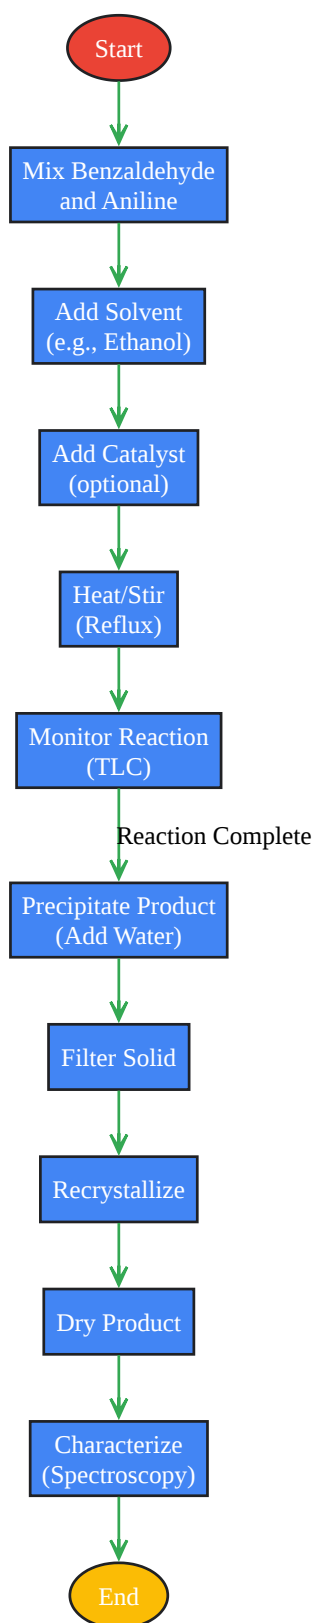 Start
Mix Benzaldehyde
and Aniline
Add Solvent
(e.g., Ethanol)
Add Catalyst
(optional)
Heat/Stir
(Reflux)
Monitor Reaction
(TLC)
Reaction Complete
Precipitate Product
(Add Water)
Filter Solid
Recrystallize
Dry Product
Characterize
(Spectroscopy)
End